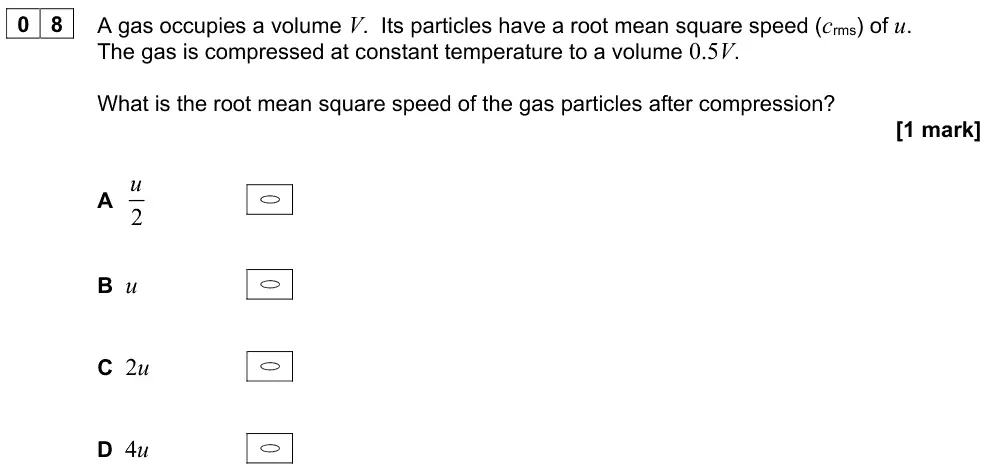 0 8 A gas occupies a volume V. Its particles have a root mean square speed (crms) of u.
The gas is compressed at constant temperature to a volume 0.5V.
What is the root mean square speed of the gas particles after compression?
[1 mark]
A u/2
B u
C 2u
D 4u